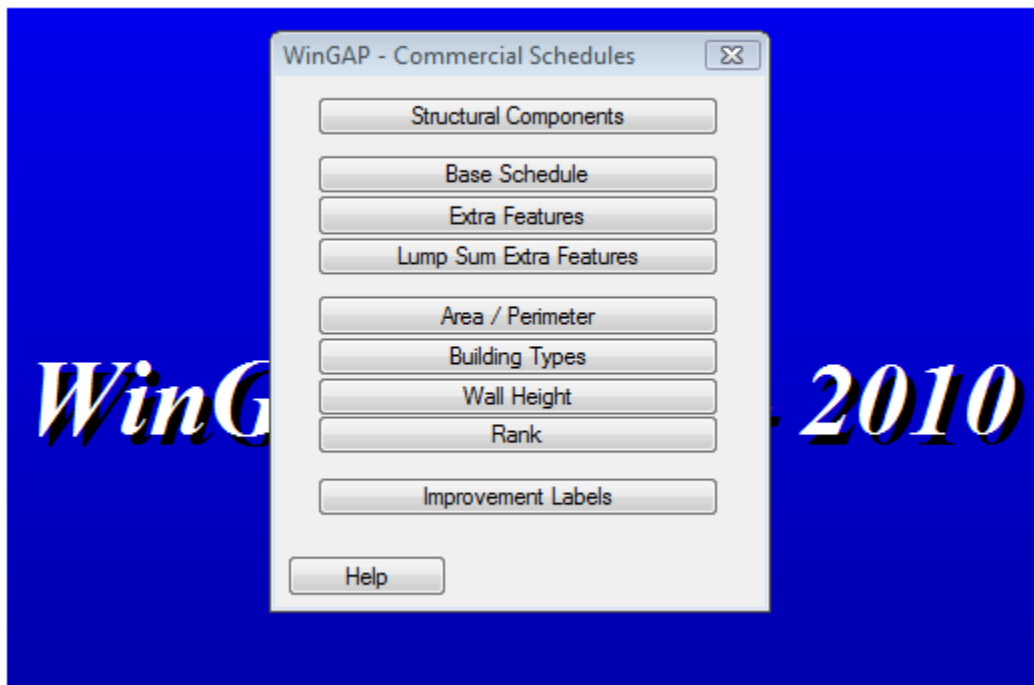 WinGAP - Commercial Schedules
Structural Components
Base Schedule
Extra Features
Lump Sum Extra Features
Area / Perimeter
Building Types
Wall Height
Rank
Improvement Labels
Help
2010